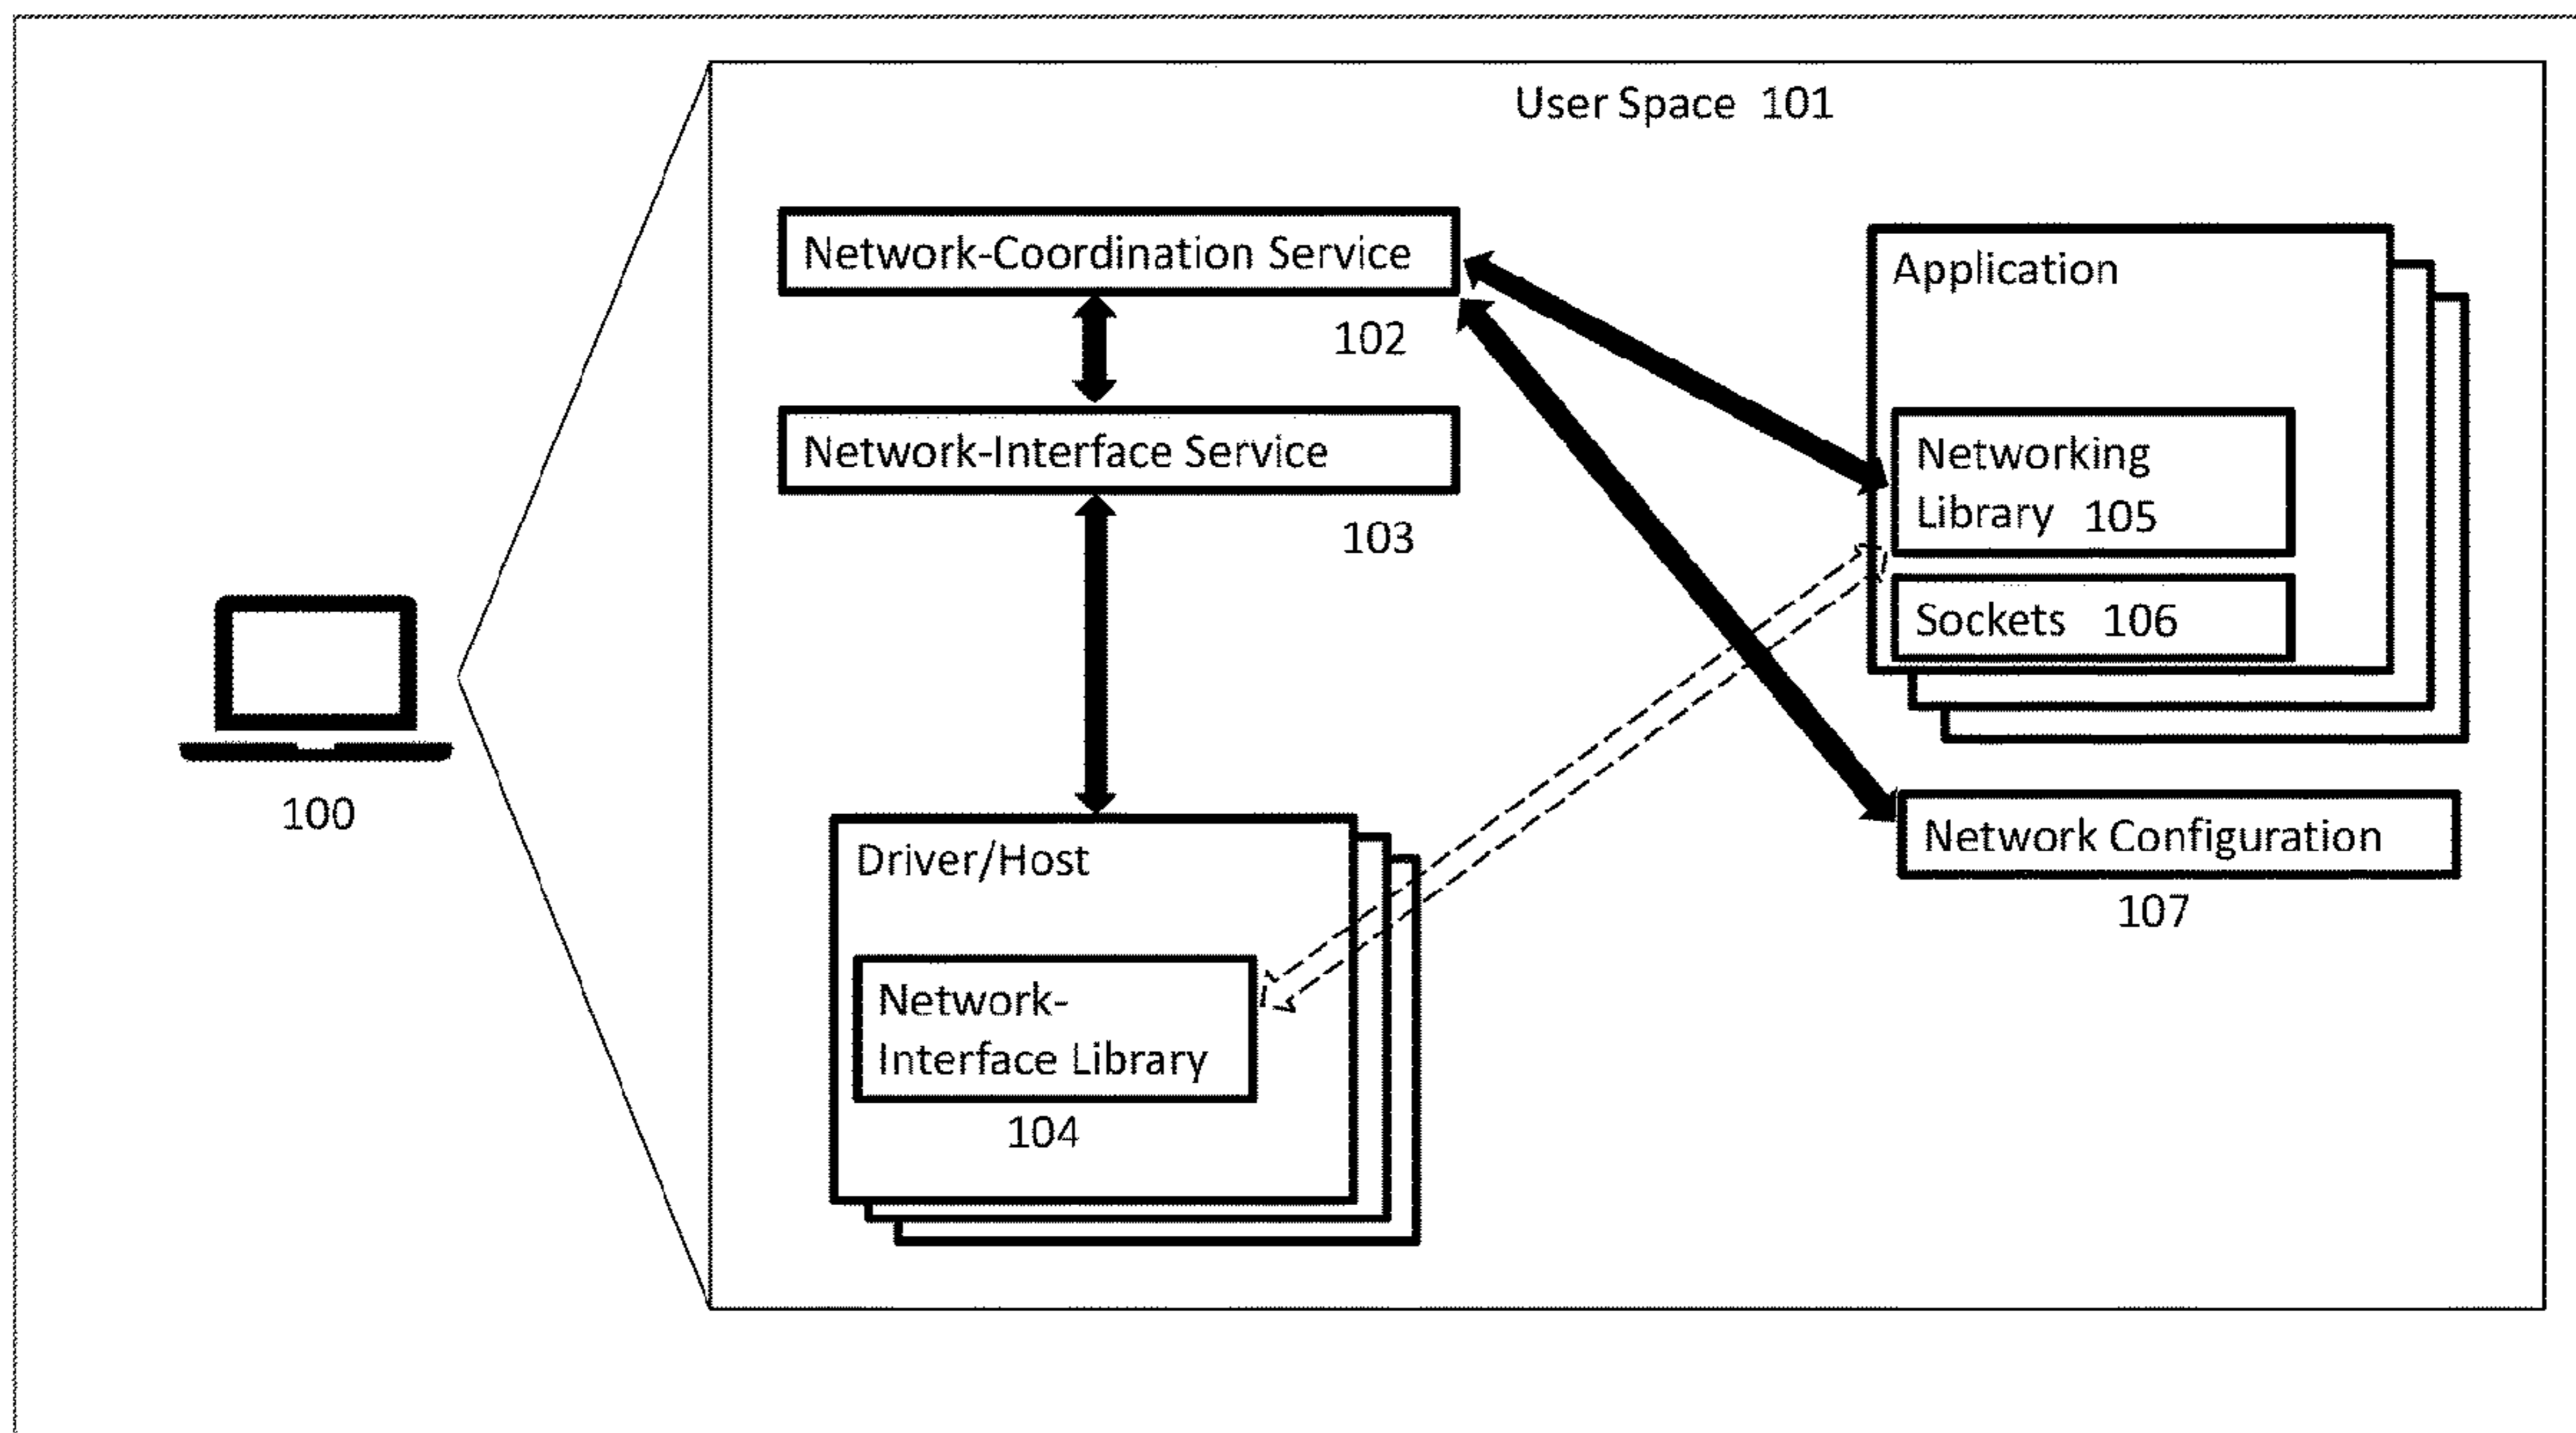 User Space 101
Network-Coordination Service
102
Network-Interface Service
103
Application
Networking
Library 105
Sockets 106
100
Driver/Host
Network-
Interface Library
104
Network Configuration
107